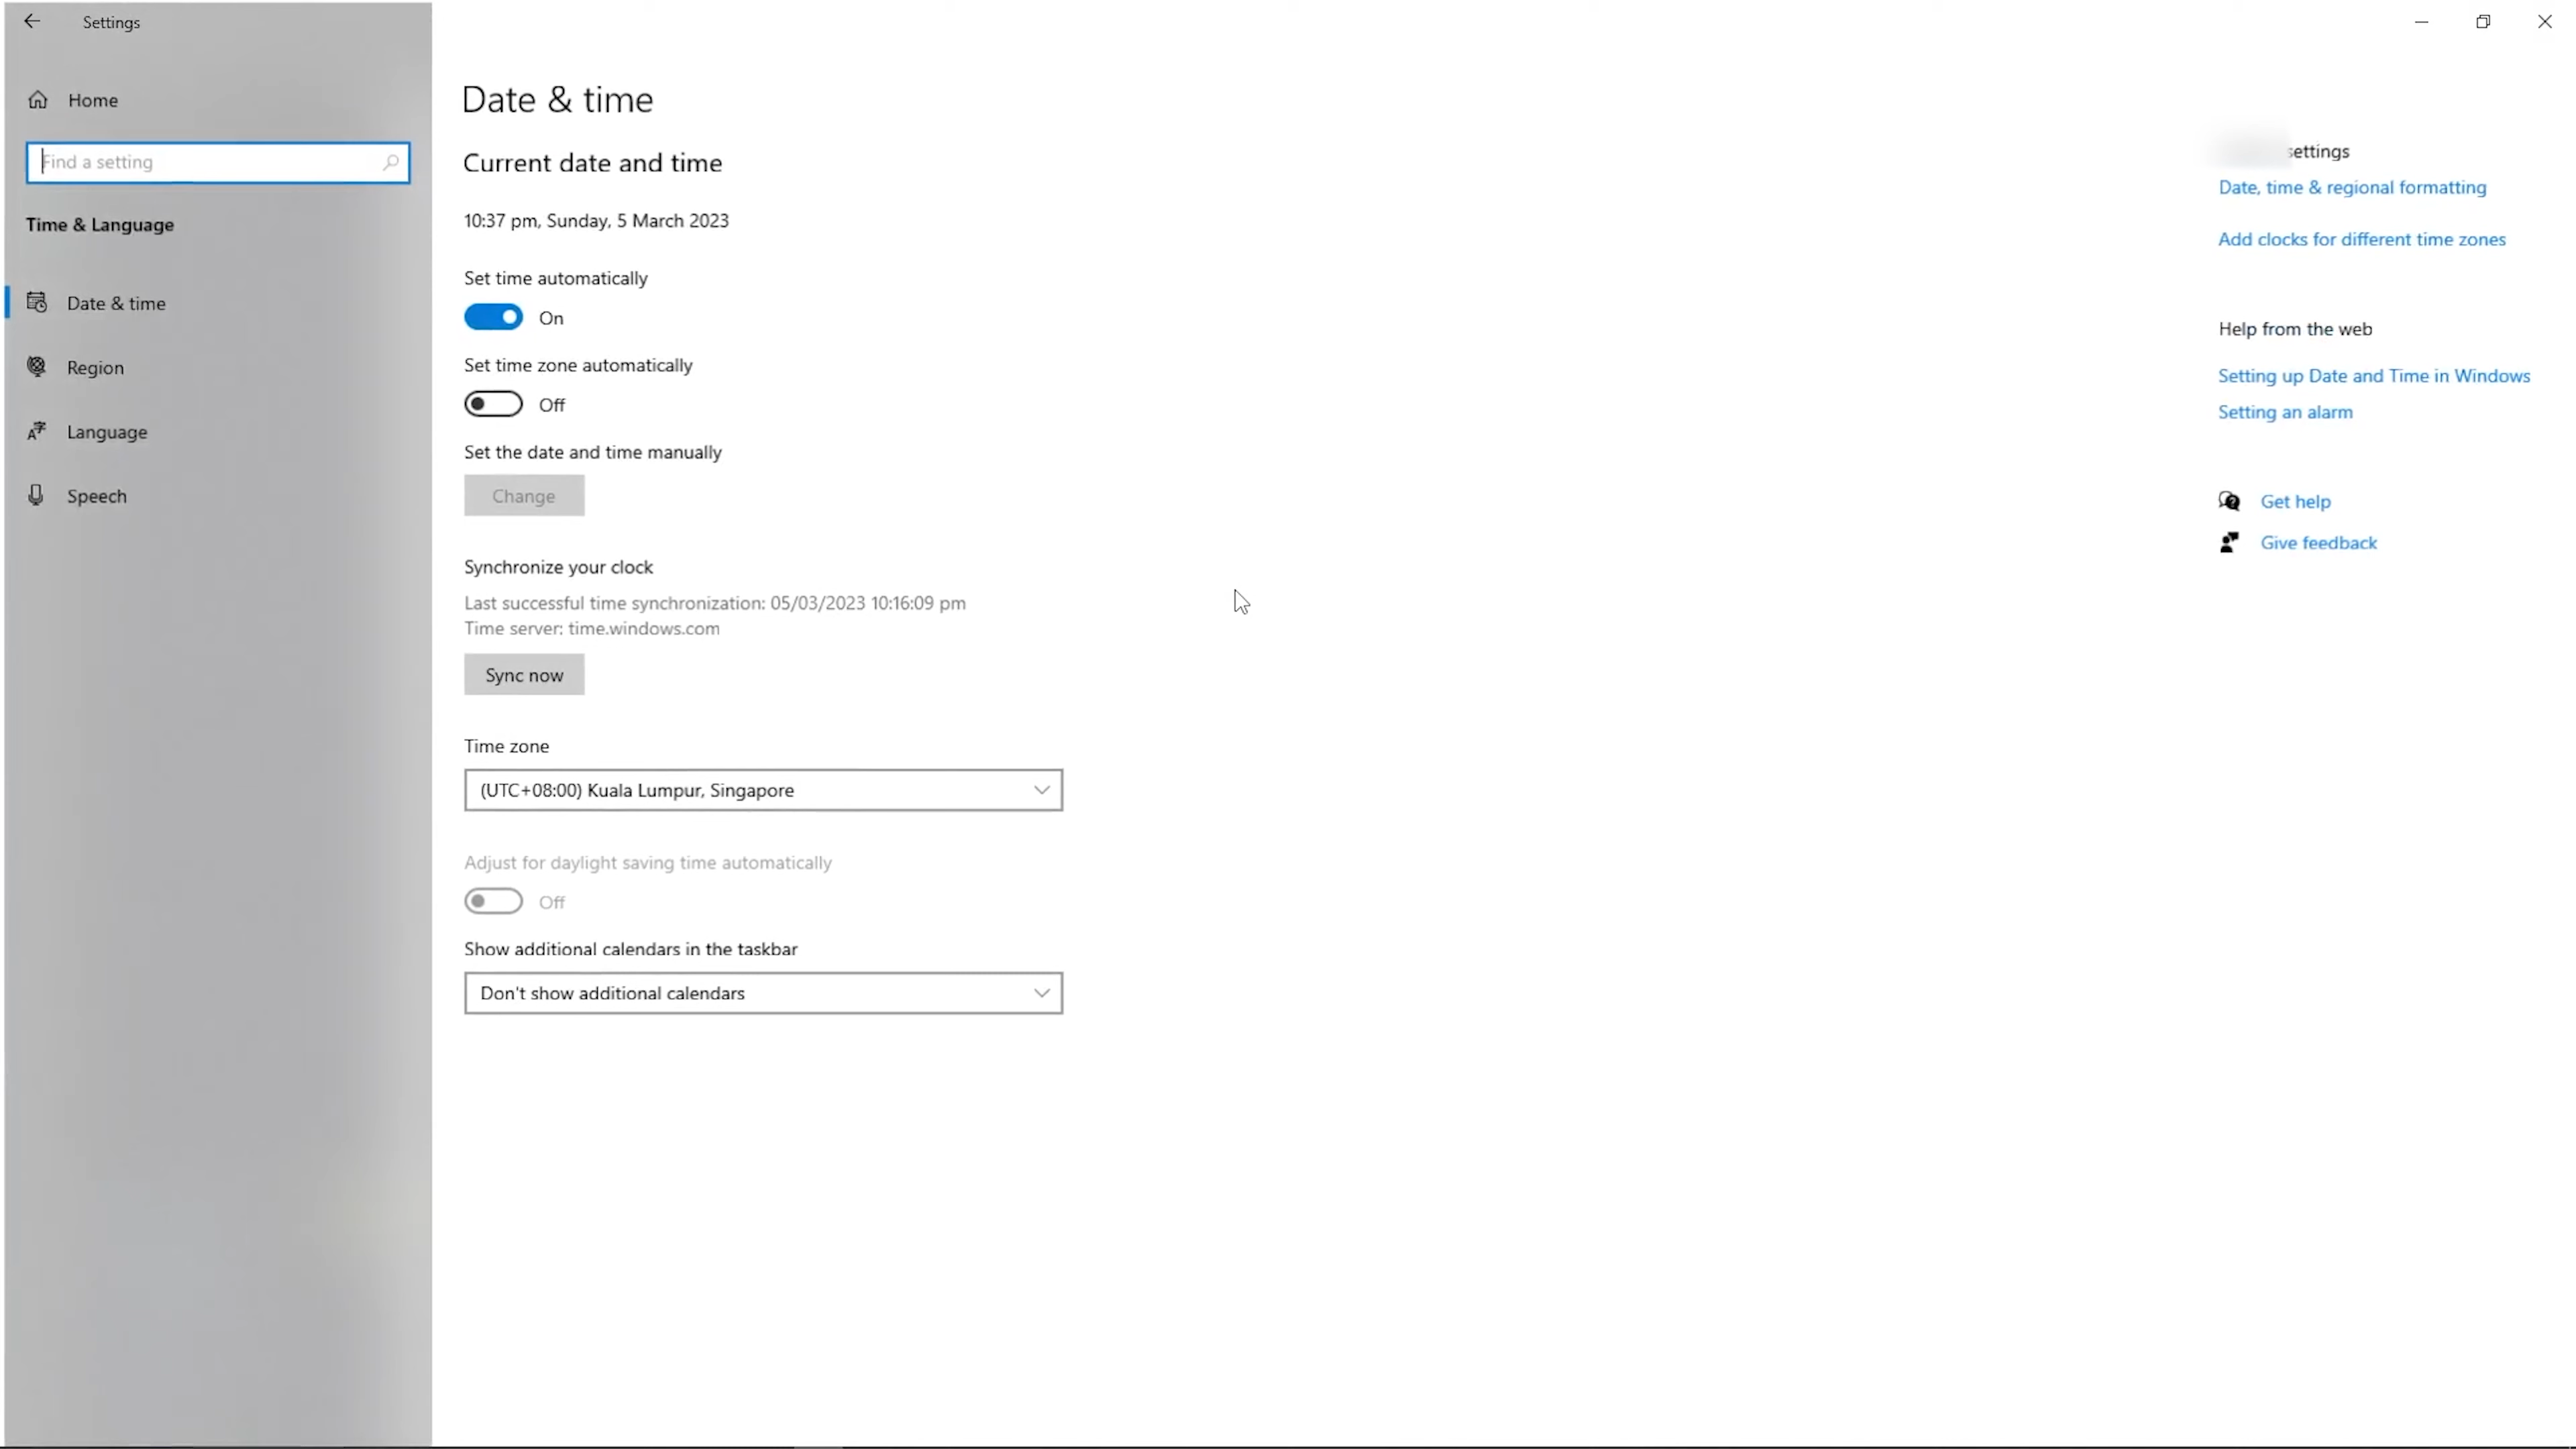 Settings
Home
Find a setting
Time & Language
Date & time
Region
Language
Speech
Date & time
Current date and time
10:37 pm, Sunday, 5 March 2023
Set time automatically
On
Set time zone automatically
Off
Set the date and time manually
Change
Synchronize your clock
Last successful time synchronization: 05/03/2023 10:16:09 pm
Time server: time.windows.com
Sync now
Time zone
(UTC+08:00) Kuala Lumpur, Singapore
Adjust for daylight saving time automatically
Off
Show additional calendars in the taskbar
Don't show additional calendars
settings
Date, time & regional formatting
Add clocks for different time zones
Help from the web
Setting up Date and Time in Windows
Setting an alarm
Get help
Give feedback